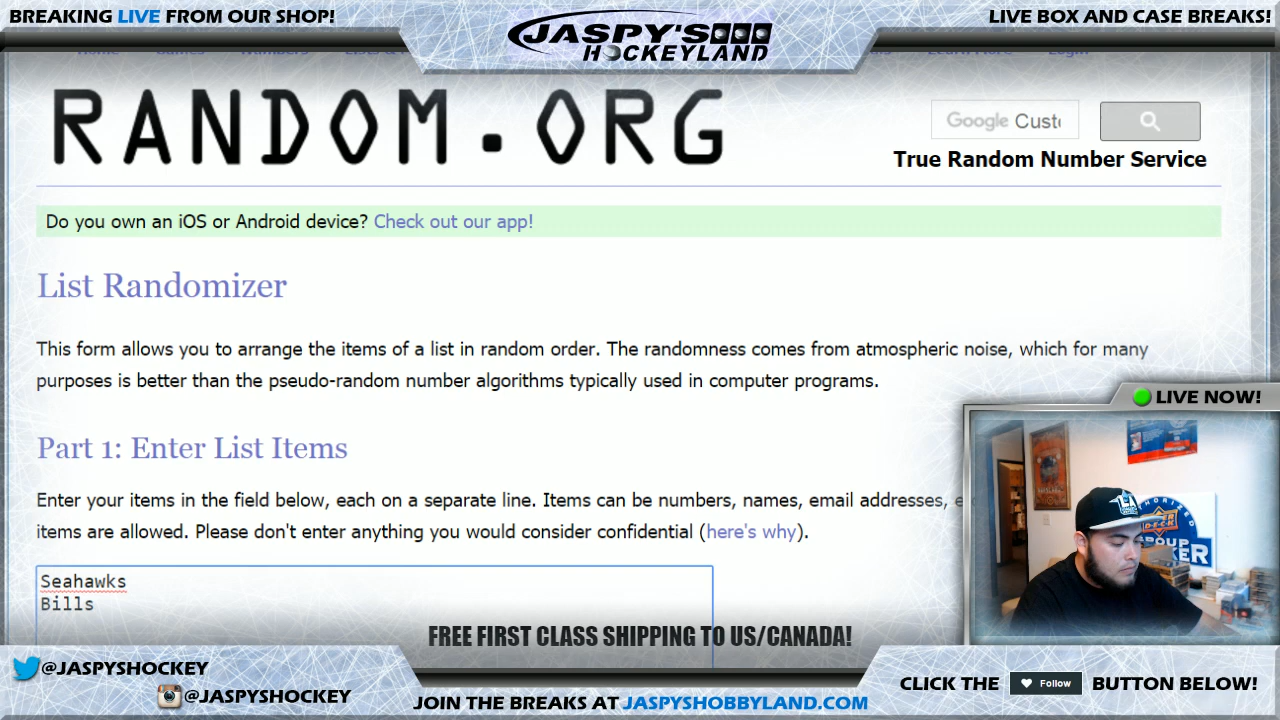 BREAKING LIVE FROM OUR SHOP!
JASPY'S
HOCKEYLAND
LIVE BOX AND CASE BREAKS!
RANDOM.ORG
Google Custo
True Random Number Service
Do you own an iOS or Android device? Check out our app!
List Randomizer
This form allows you to arrange the items of a list in random order. The randomness comes from atmospheric noise, which for many
purposes is better than the pseudo-random number algorithms typically used in computer programs.
LIVE NOW!
Part 1: Enter List Items
Enter your items in the field below, each on a separate line. Items can be numbers, names, email addresses, e
items are allowed. Please don't enter anything you would consider confidential (here's why).
UPPER
DECK
GROUP
Seahawks
Bills
FREE FIRST CLASS SHIPPING TO US/CANADA!
@JASPYSHOCKEY
@JASPYSHOCKEY
JOIN THE BREAKS AT JASPYSHOBBYLAND.COM
CLICK THE Follow BUTTON BELOW!